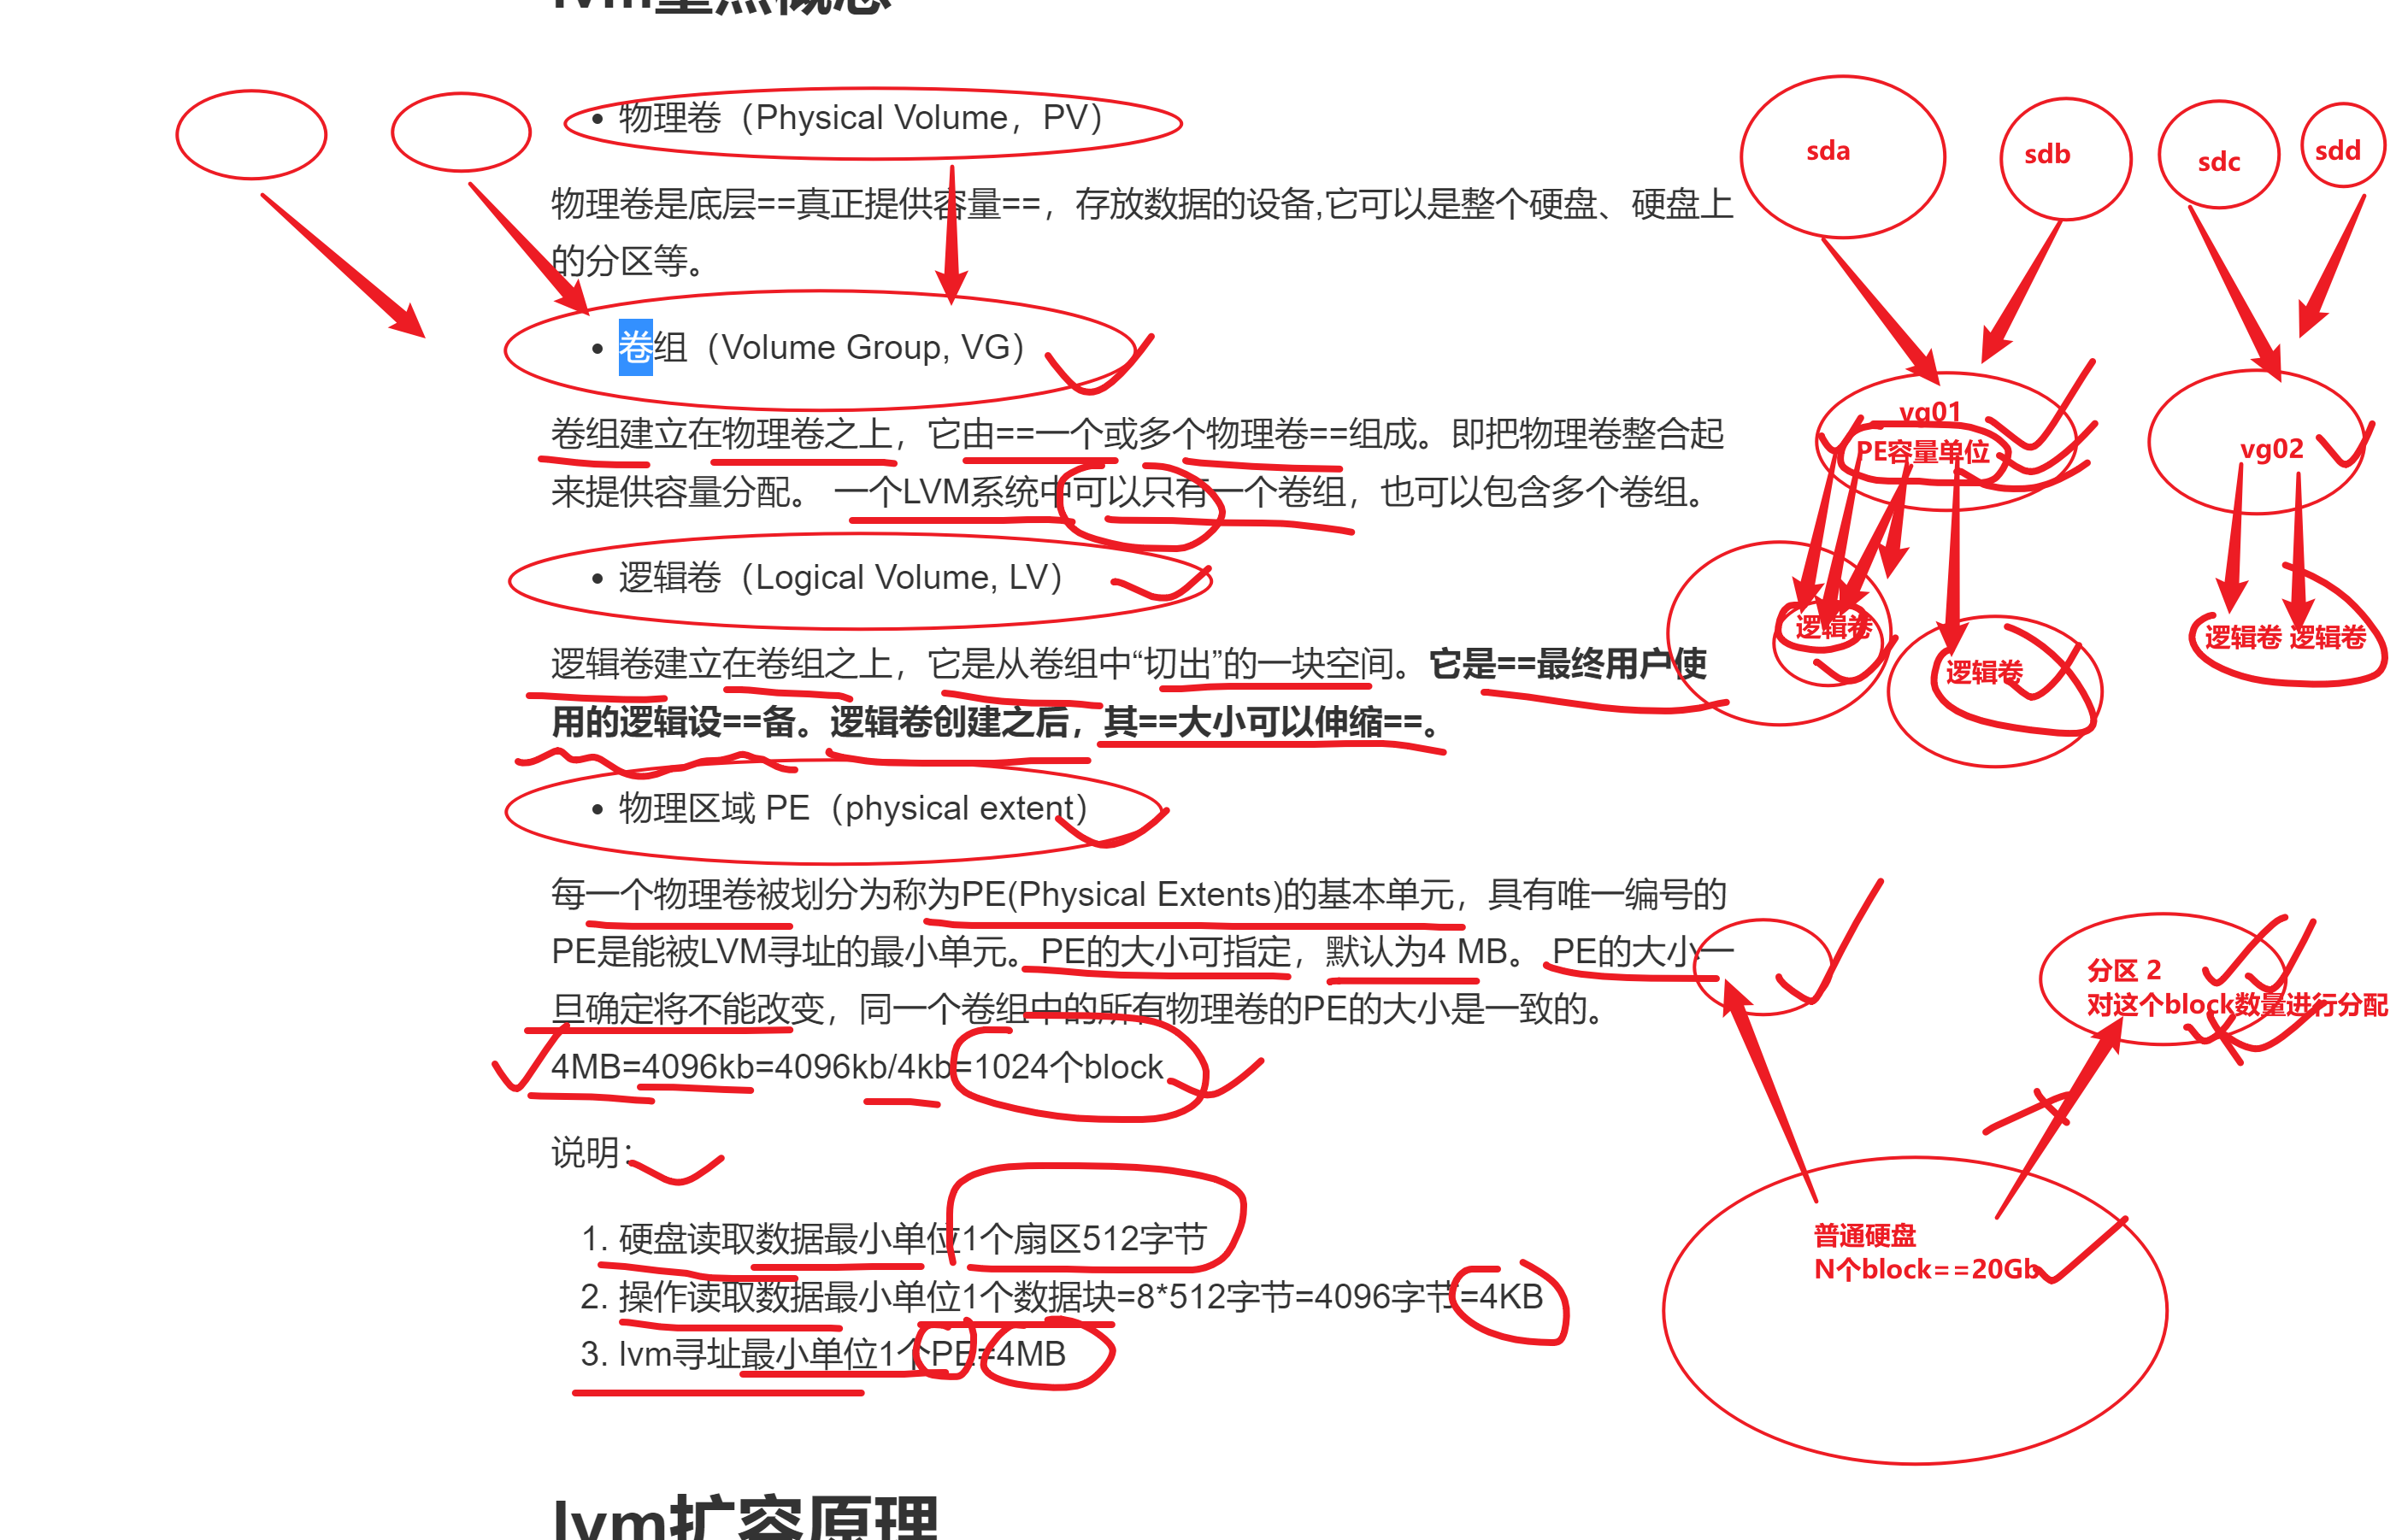 lvm重点概念
• 物理卷（Physical Volume，PV）
物理卷是底层==真正提供容量==，存放数据的设备,它可以是整个硬盘、硬盘上
的分区等。
• 卷组（Volume Group, VG）
卷组建立在物理卷之上，它由==一个或多个物理卷==组成。即把物理卷整合起
来提供容量分配。 一个LVM系统中可以只有一个卷组，也可以包含多个卷组。
• 逻辑卷（Logical Volume, LV）
逻辑卷建立在卷组之上，它是从卷组中“切出”的一块空间。它是==最终用户使
用的逻辑设==备。逻辑卷创建之后，其==大小可以伸缩==。
• 物理区域 PE（physical extent）
每一个物理卷被划分为称为PE(Physical Extents)的基本单元，具有唯一编号的
PE是能被LVM寻址的最小单元。 PE的大小可指定，默认为4 MB。 PE的大小一
旦确定将不能改变，同一个卷组中的所有物理卷的PE的大小是一致的。
4MB=4096kb=4096kb/4kb=1024个block
说明：
1. 硬盘读取数据最小单位1个扇区512字节
2. 操作读取数据最小单位1个数据块=8*512字节=4096字节=4KB
3. lvm寻址最小单位1个PE=4MB
lvm扩容原理
sda
sdb
sdc
sdd
vg01
PE容量单位
vg02
逻辑卷
逻辑卷
逻辑卷 逻辑卷
分区 2
对这个block数量进行分配
普通硬盘
N个block==20Gb